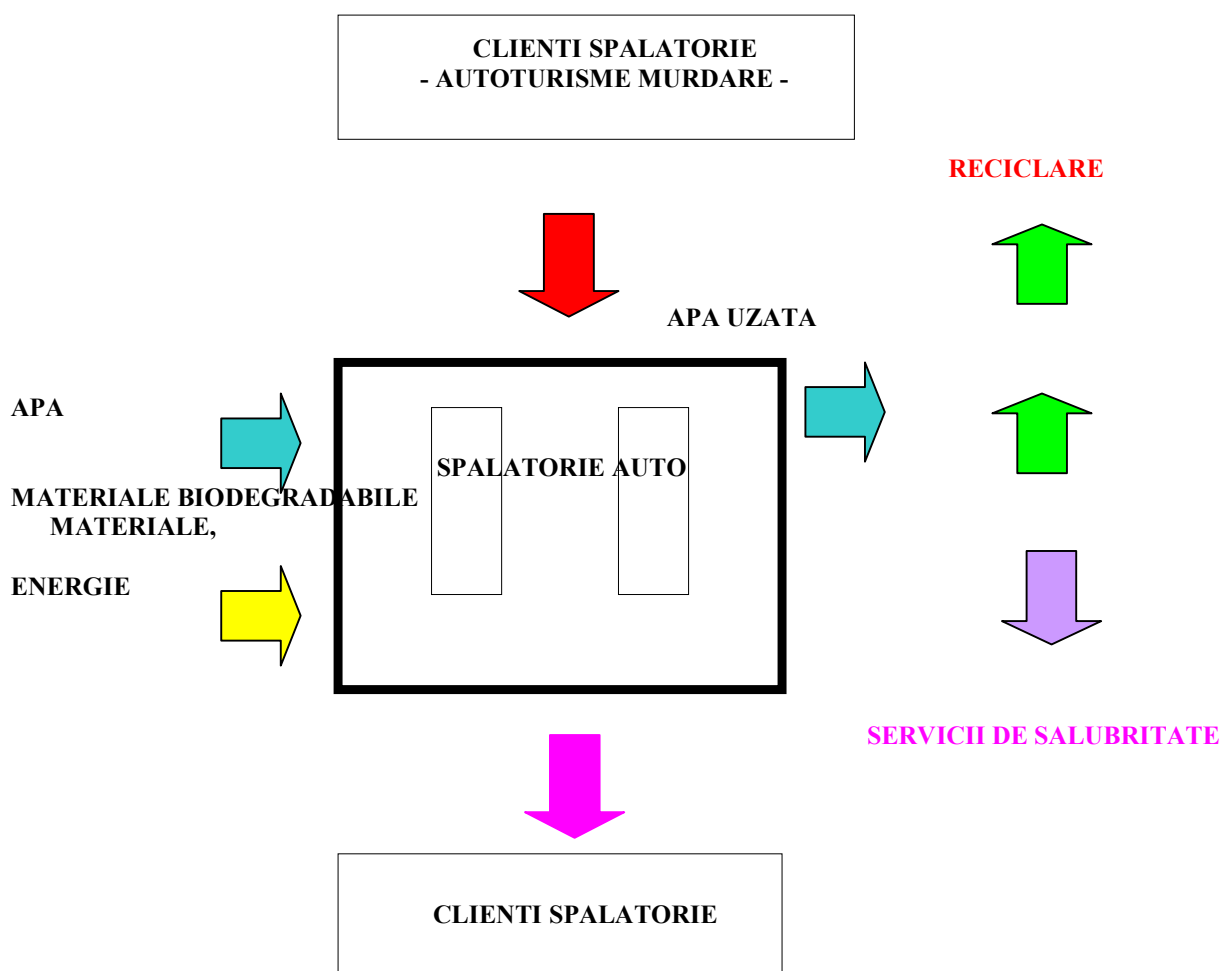 CLIENTI SPALATORIE
- AUTOTURISME MURDARE -
RECICLARE
APA UZATA
APA
SPALATORIE AUTO
MATERIALE BIODEGRADABILE
MATERIALE,
ENERGIE
SERVICII DE SALUBRITATE
CLIENTI SPALATORIE